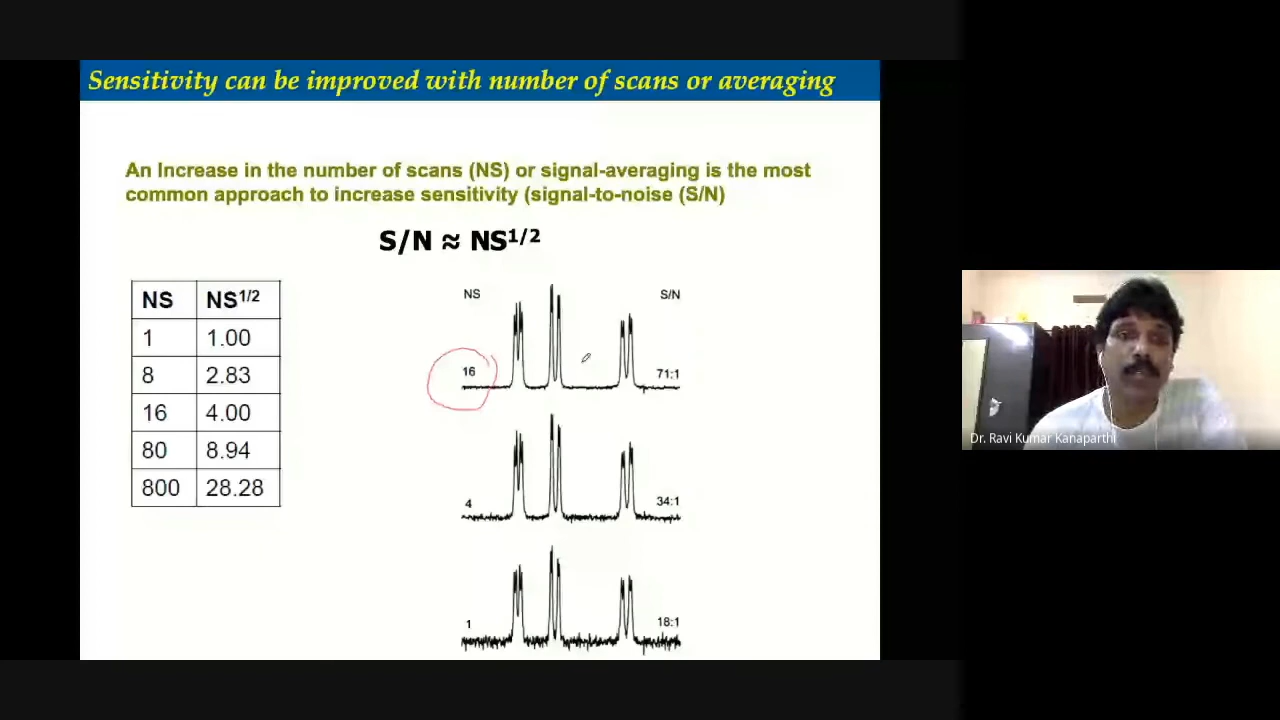 Sensitivity can be improved with number of scans or averaging
An Increase in the number of scans (NS) or signal-averaging is the most
common approach to increase sensitivity (signal-to-noise (S/N)
S/N ≈ NS¹/²
NS NS¹/²
1 1.00
8 2.83
16 4.00
80 8.94
800 28.28
NS S/N
16 71:1
4 34:1
1 18:1
Dr. Ravi Kumar Kanaparthi